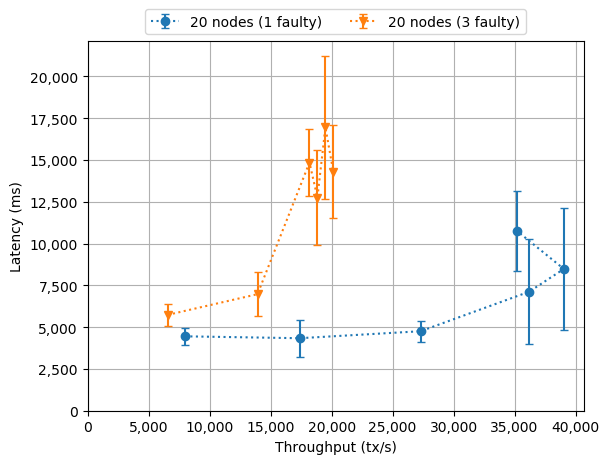 20 nodes (1 faulty) 20 nodes (3 faulty)
Latency (ms)
20,000
17,500
15,000
12,500
10,000
7,500
5,000
2,500
0
0 5,000 10,000 15,000 20,000 25,000 30,000 35,000 40,000
Throughput (tx/s)